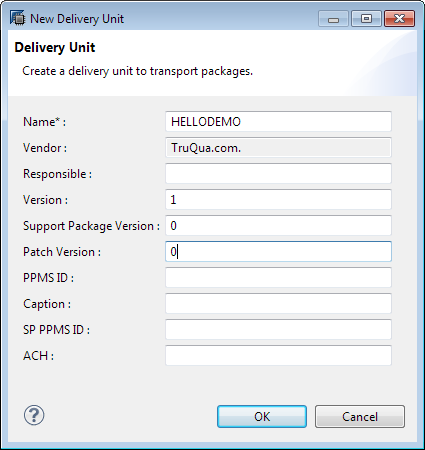 New Delivery Unit
Delivery Unit
Create a delivery unit to transport packages.
Name* : HELLODEMO
Vendor : TruQua.com.
Responsible :
Version : 1
Support Package Version : 0
Patch Version : 0
PPMS ID :
Caption :
SP PPMS ID :
ACH :
? OK Cancel